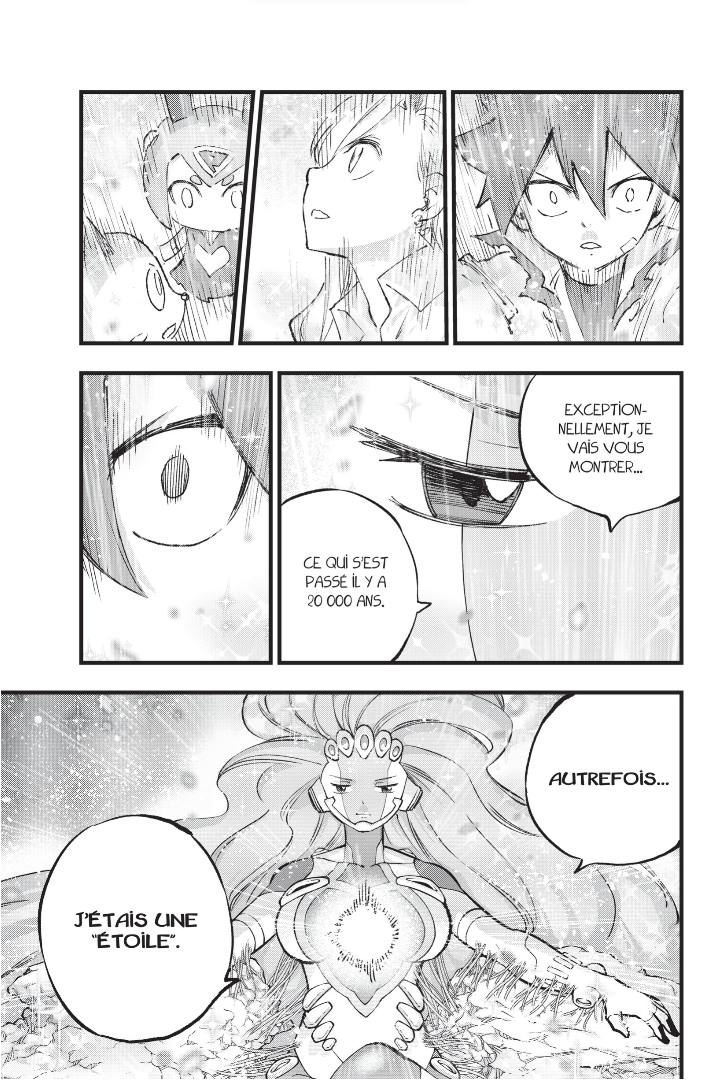 EXCEPTION-
NELLEMENT, JE
VAIS VOUS
MONTRER...
CE QUI S'EST
PASSÉ IL Y A
20 000 ANS.
AUTREFOIS...
J'ÉTAIS UNE
"ÉTOILE".